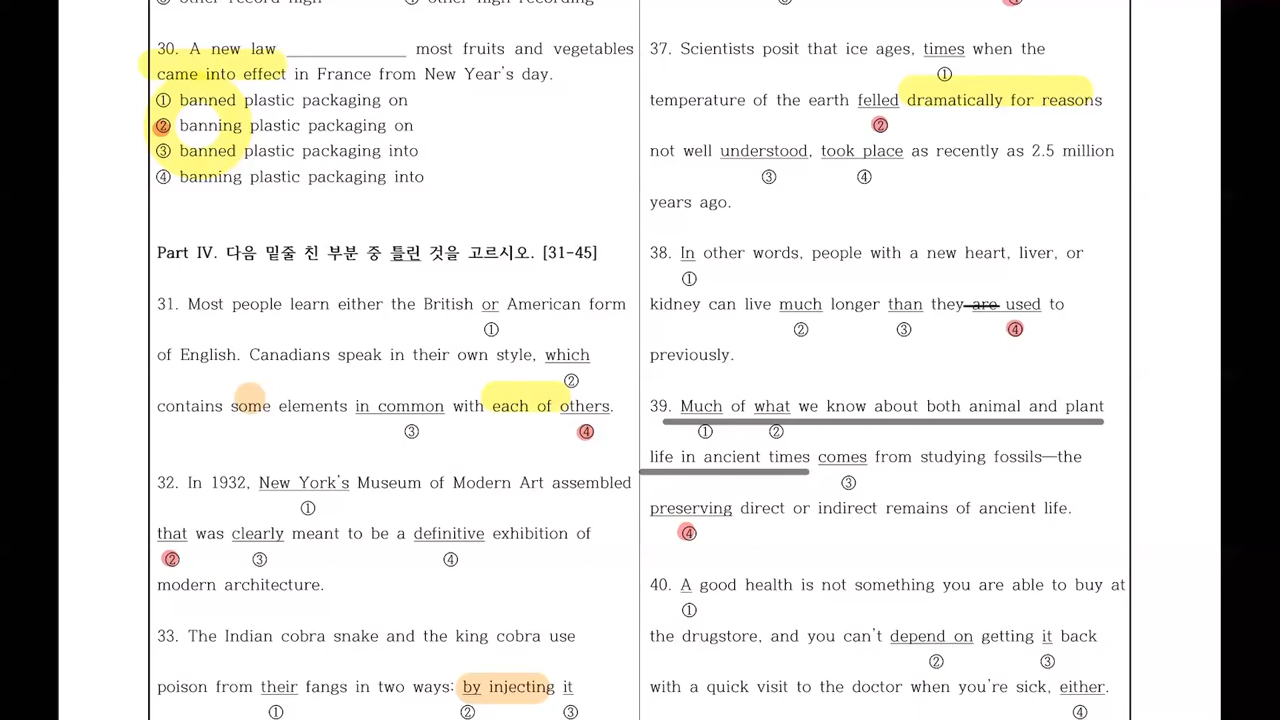 30. A new law ____________ most fruits and vegetables
came into effect in France from New Year's day.
① banned plastic packaging on
② banning plastic packaging on
③ banned plastic packaging into
④ banning plastic packaging into
Part IV. 다음 밑줄 친 부분 중 틀린 것을 고르시오. [31-45]
31. Most people learn either the British or American form
①
of English. Canadians speak in their own style, which
②
contains some elements in common with each of others.
③ ④
32. In 1932, New York's Museum of Modern Art assembled
①
that was clearly meant to be a definitive exhibition of
② ③ ④
modern architecture.
33. The Indian cobra snake and the king cobra use
poison from their fangs in two ways: by injecting it
① ② ③
37. Scientists posit that ice ages, times when the
①
temperature of the earth felled dramatically for reasons
②
not well understood, took place as recently as 2.5 million
③ ④
years ago.
38. In other words, people with a new heart, liver, or
①
kidney can live much longer than they are used to
② ③ ④
previously.
39. Much of what we know about both animal and plant
① ②
life in ancient times comes from studying fossils—the
③
preserving direct or indirect remains of ancient life.
④
40. A good health is not something you are able to buy at
①
the drugstore, and you can't depend on getting it back
② ③
with a quick visit to the doctor when you're sick, either.
④